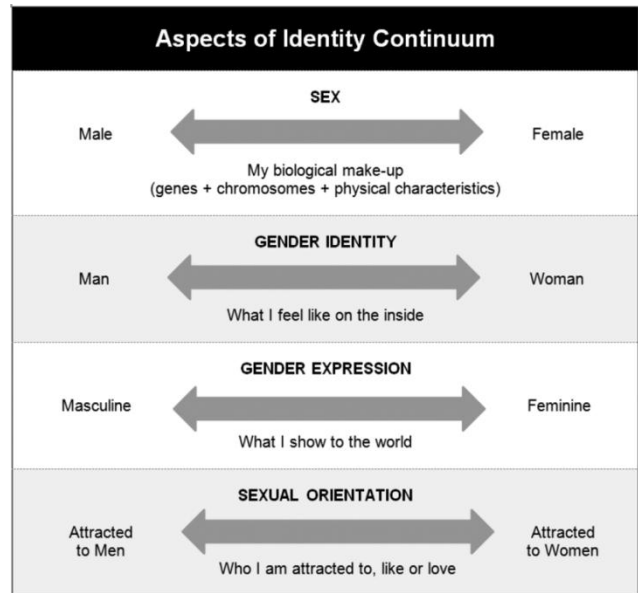 Aspects of Identity Continuum
SEX
Male
Female
My biological make-up
(genes + chromosomes + physical characteristics)
GENDER IDENTITY
Man
Woman
What I feel like on the inside
GENDER EXPRESSION
Masculine
Feminine
What I show to the world
SEXUAL ORIENTATION
Attracted
to Men
Attracted
to Women
Who I am attracted to, like or love